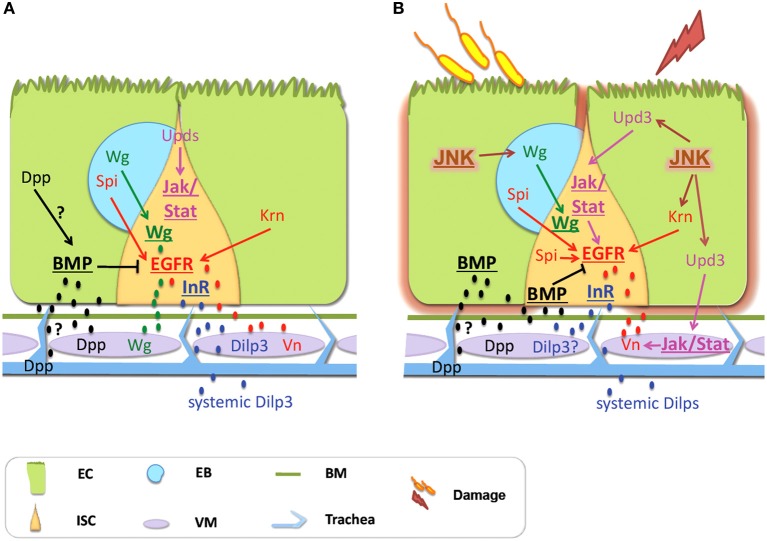 A
Upds
Wg
Dpp
Spi
Jak/
Stat
?
Krn
Wg
BMP
EGFR
InR
?
Dpp
Wg
Dilp3
Vn
Dpp
systemic Dilp3
B
Upd3
JNK
Wg
JNK
Jak/
Spi
Stat
Krn
Wg
BMP
Spi
EGFR
Upd3
BMP
InR
?
Dpp
Dilp3?
Vn
Jak/Stat
Dpp
systemic Dilps
EC
EB
BM
Damage
ISC
VM
Trachea